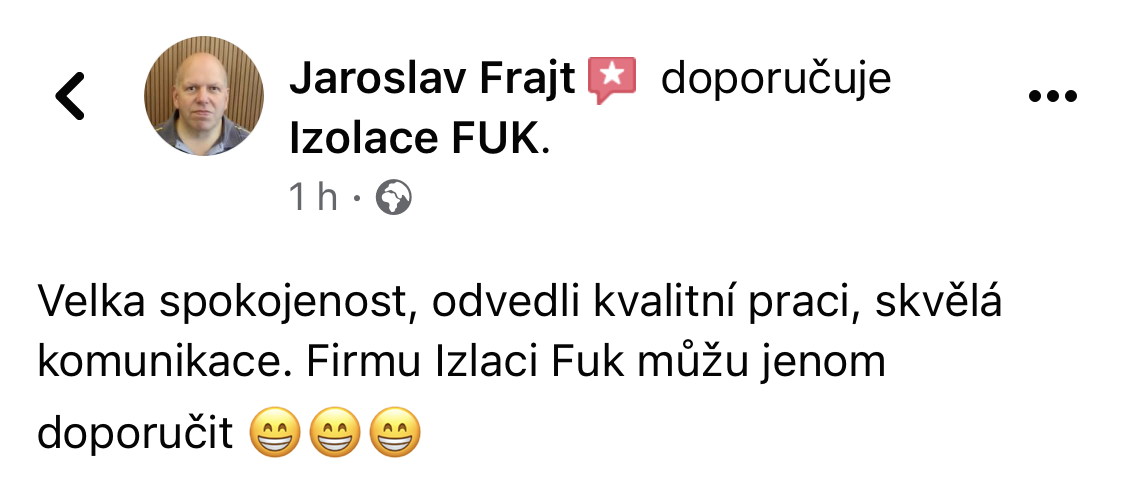 Jaroslav Frajt doporučuje
Izolace FUK.
1 h ·
Velka spokojenost, odvedli kvalitní praci, skvělá
komunikace. Firmu Izlaci Fuk můžu jenom
doporučit 😁😁😁